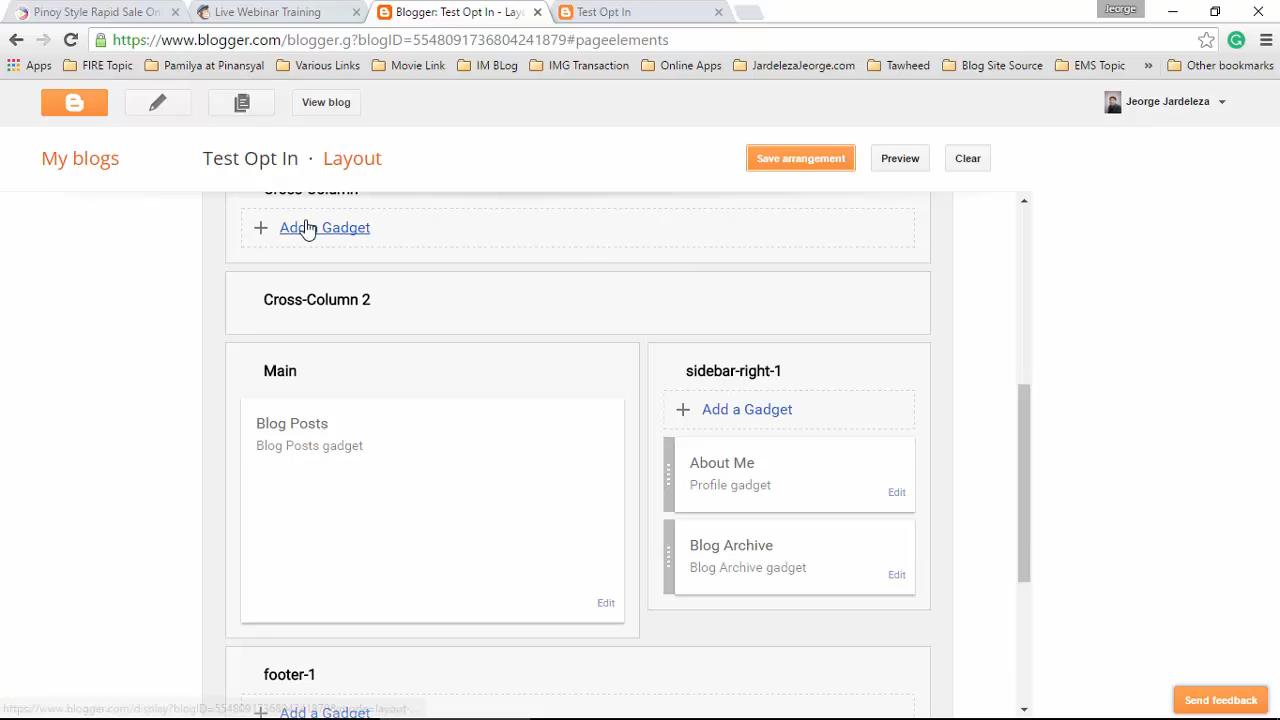 Pinoy Style Rapid Sale On
Live Webinar Training
Blogger: Test Opt In - Layo
Test Opt In
Jeorge
https://www.blogger.com/blogger.g?blogID=5548091736804241879#pageelements
Apps
FIRE Topic
Pamilya at Pinansyal
Various Links
Movie Link
IM BLog
IMG Transaction
Online Apps
JardelezaJeorge.com
Tawheed
Blog Site Source
EMS Topic
»
Other bookmarks
View blog
Jeorge Jardeleza
My blogs
Test Opt In · Layout
Save arrangement
Preview
Clear
Cross-Column
Add a Gadget
Cross-Column 2
Main
Blog Posts
Blog Posts gadget
Edit
sidebar-right-1
Add a Gadget
About Me
Profile gadget
Edit
Blog Archive
Blog Archive gadget
Edit
footer-1
Add a Gadget
Send feedback